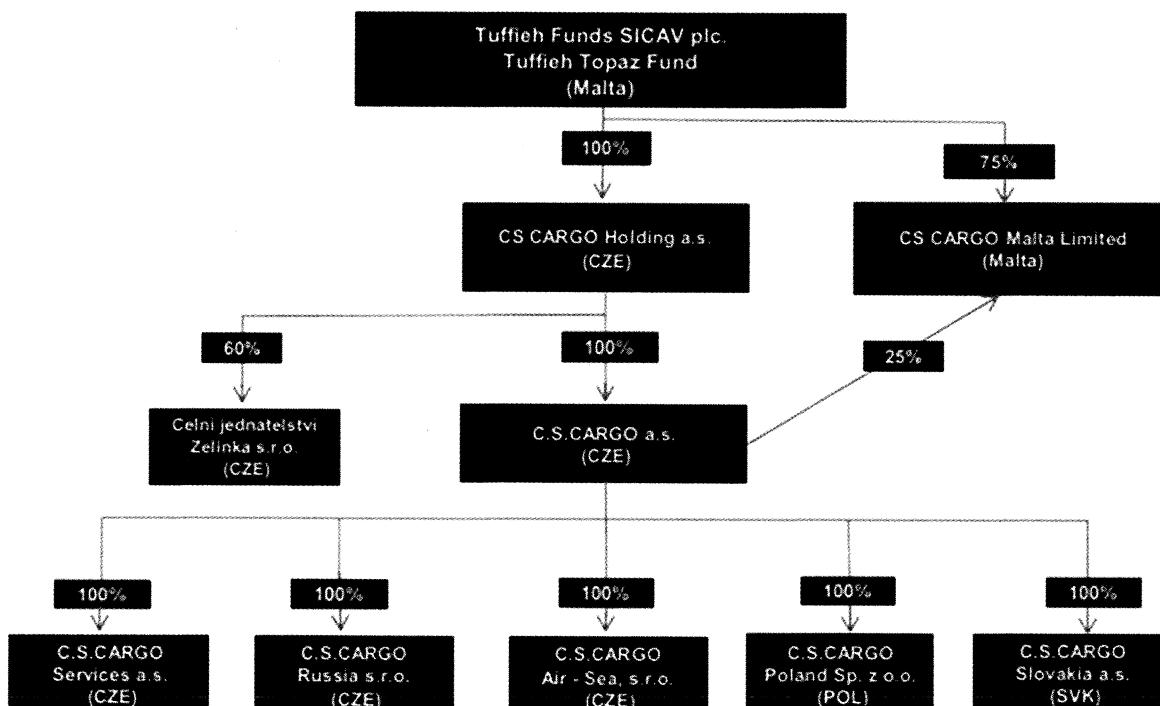 Tuffieh Funds SICAV plc.
Tuffieh Topaz Fund
(Malta)
100%
75%
CS CARGO Holding a.s.
(CZE)
CS CARGO Malta Limited
(Malta)
60%
100%
25%
Celni jednatelstvi
Zelinka s.r.o.
(CZE)
C.S.CARGO a.s.
(CZE)
100%
100%
100%
100%
100%
C.S.CARGO
Services a.s.
(CZE)
C.S.CARGO
Russia s.r.o.
(CZE)
C.S.CARGO
Air - Sea, s.r.o.
(CZE)
C.S.CARGO
Poland Sp. z o.o.
(POL)
C.S.CARGO
Slovakia a.s.
(SVK)